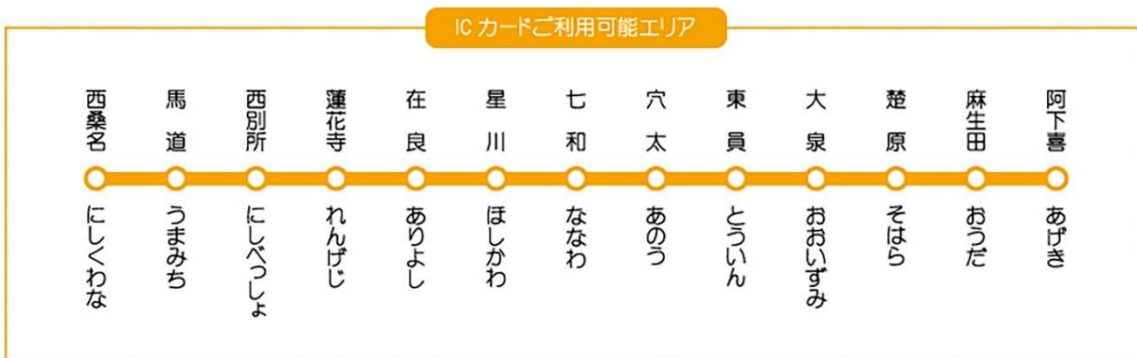 IC カードご利用可能エリア
西桑名
馬道
西別所
蓮花寺
在良
星川
七和
穴太
東員
大泉
楚原
麻生田
阿下喜
にしくわな
うまみち
にしべっしょ
れんげじ
ありよし
ほしかわ
ななわ
あのう
とういん
おおいずみ
そはら
おうだ
あげき